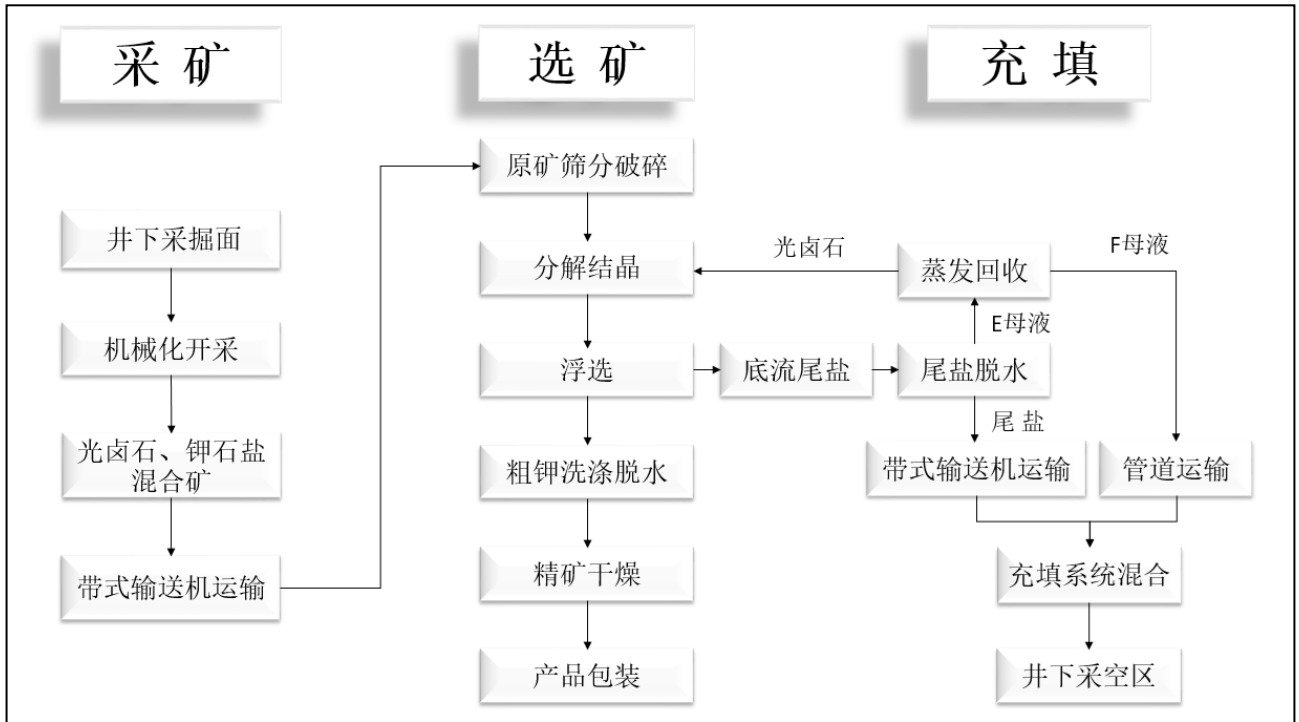 采 矿
井下采掘面
机械化开采
光卤石、钾石盐
混合矿
带式输送机运输
选 矿
原矿筛分破碎
分解结晶
浮选
粗钾洗涤脱水
精矿干燥
产品包装
充 填
光卤石
蒸发回收
F母液
E母液
底流尾盐
尾盐脱水
尾 盐
带式输送机运输
管道运输
充填系统混合
井下采空区